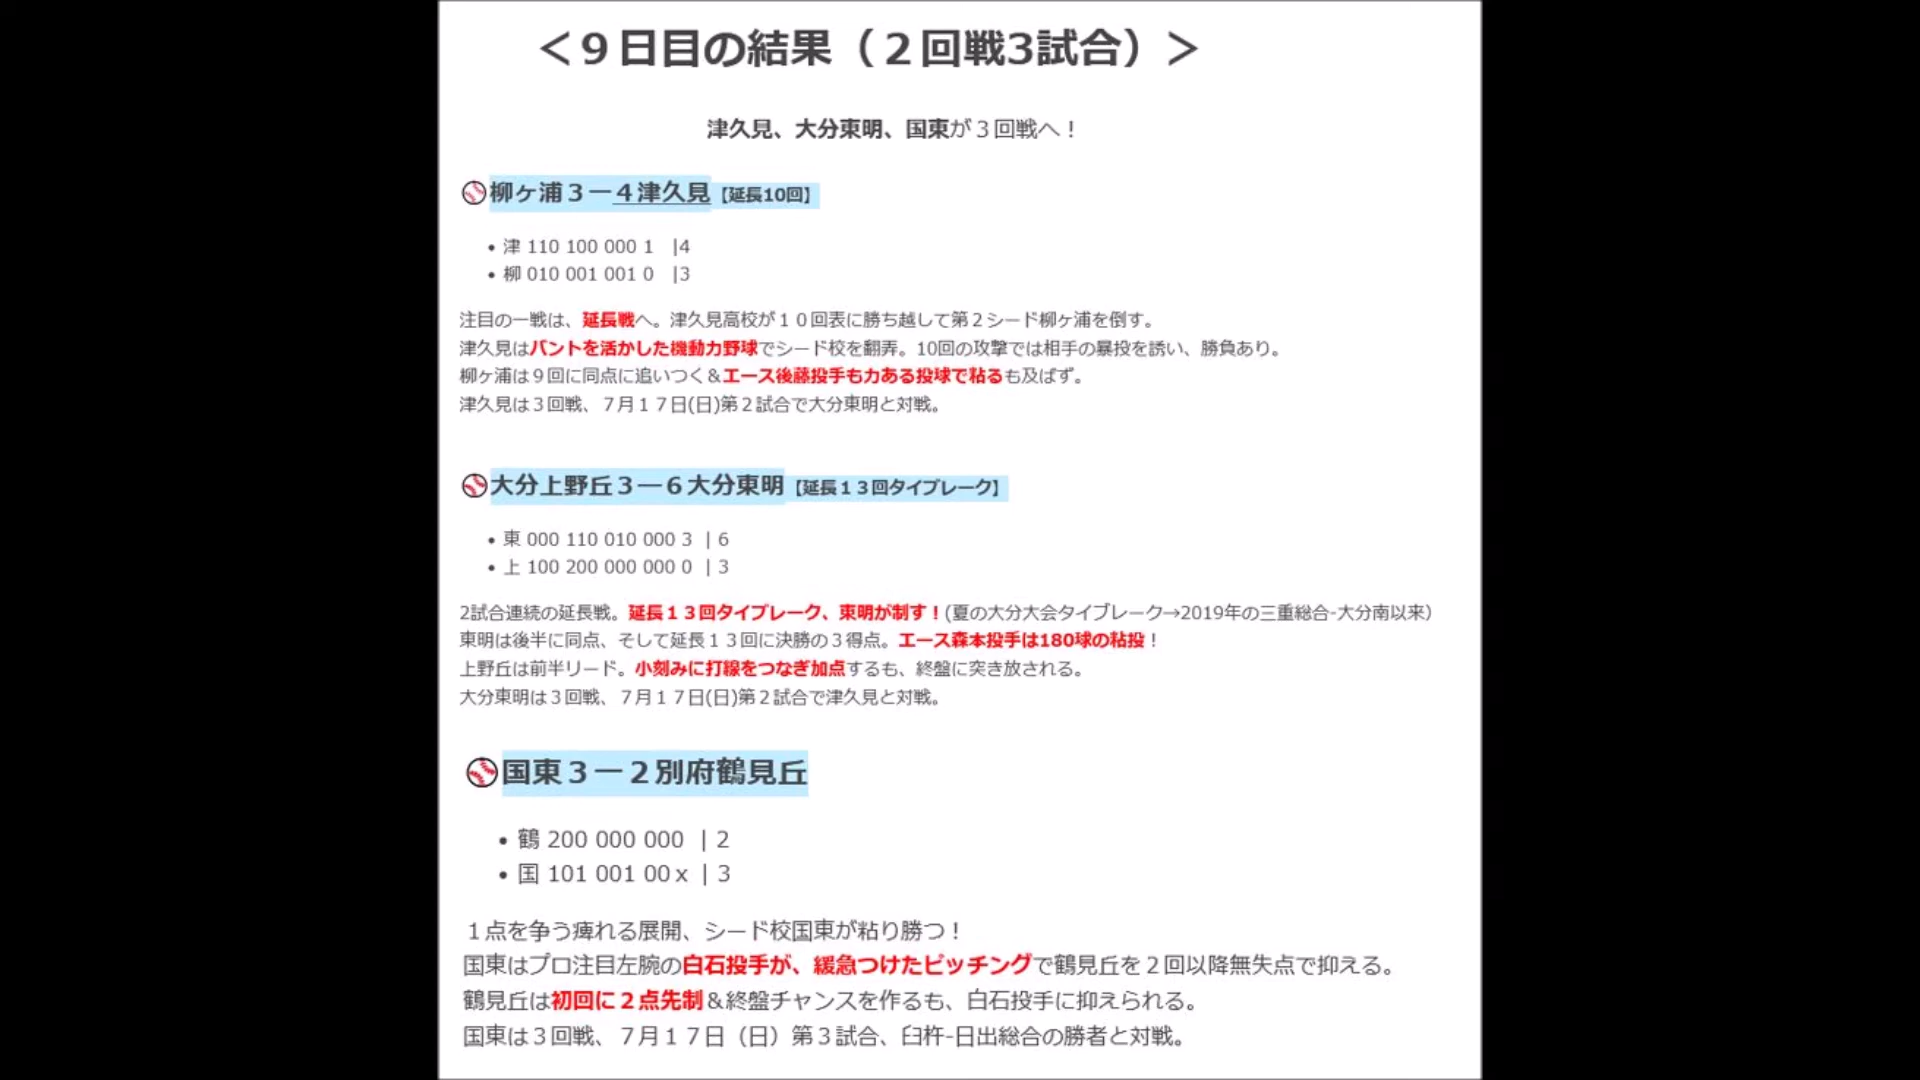 ＜９日目の結果（２回戦3試合）＞
津久見、大分東明、国東が３回戦へ！
柳ヶ浦３－４津久見【延長10回】
• 津 110 100 000 1 |4
• 柳 010 001 001 0 |3
注目の一戦は、延長戦へ。津久見高校が１０回表に勝ち越して第２シード柳ヶ浦を倒す。
津久見はバントを活かした機動力野球でシード校を翻弄。10回の攻撃では相手の暴投を誘い、勝負あり。
柳ヶ浦は９回に同点に追いつく＆エース後藤投手も力ある投球で粘るも及ばず。
津久見は３回戦、７月１７日(日)第２試合で大分東明と対戦。
大分上野丘３―６大分東明【延長１３回タイブレーク】
• 東 000 110 010 000 3 | 6
• 上 100 200 000 000 0 | 3
2試合連続の延長戦。延長１３回タイブレーク、東明が制す！(夏の大分大会タイブレーク→2019年の三重総合-大分南以来）
東明は後半に同点、そして延長１３回に決勝の３得点。エース森本投手は180球の粘投！
上野丘は前半リード。小刻みに打線をつなぎ加点するも、終盤に突き放される。
大分東明は３回戦、７月１７日(日)第２試合で津久見と対戦。
国東３－２別府鶴見丘
• 鶴 200 000 000 | 2
• 国 101 001 00ｘ | 3
１点を争う痺れる展開、シード校国東が粘り勝つ！
国東はプロ注目左腕の白石投手が、緩急つけたピッチングで鶴見丘を２回以降無失点で抑える。
鶴見丘は初回に２点先制＆終盤チャンスを作るも、白石投手に抑えられる。
国東は３回戦、７月１７日（日）第３試合、臼杵-日出総合の勝者と対戦。